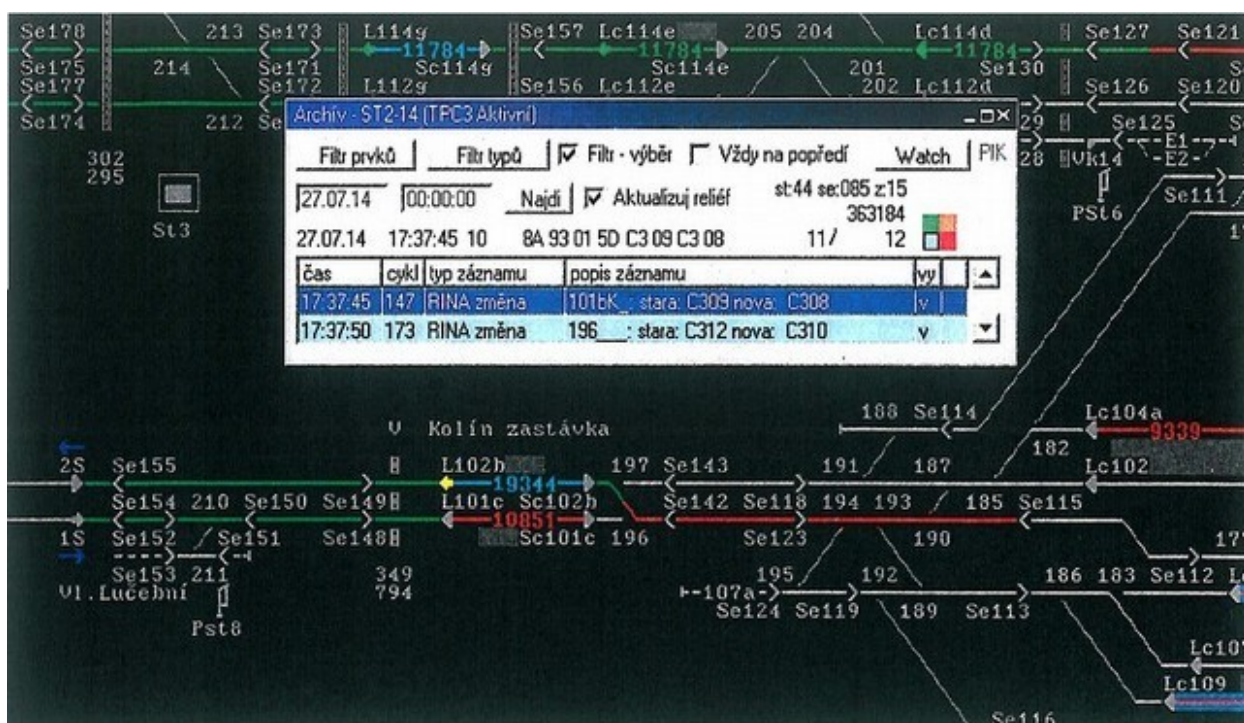 Se178 213 Se173 L114g Se157 Lc114e 205 204 Lc114d Se127 Se121
11784 11784 11784
Se175 214 Se171 Sc114g Sc114e 201 Se130
Se177 Se172 L112g Se156 Lc112e 202 Lc112d Se126 Se120
Se174 212
Archiv - ST2-14 (TPC3 Aktivní)
Filtr prvků Filtr typů Filtr - výběr Vždy na popředí Watch PIK
27.07.14 00:00:00 Najdi Aktualizuj reliéf st:44 se:085 z:15
363184
27.07.14 17:37:45 10 8A 93 01 5D C3 09 C3 08 11/ 12
čas cykl typ záznamu popis záznamu vy
17:37:45 147 RINA změna 101bK_: stara: C309 nova: C308 v
17:37:50 173 RINA změna 196___: stara: C312 nova: C310 v
29 Se125
28 Vk14 E1
E2
PSt6 Se111
302
295
St3
188 Se114 Lc104a
9339
182
V Kolín zastávka
2S Se155 L102b 197 Se143 191 187 Lc102
19344
Se154 210 Se150 Se149 L101c Sc102b Se142 Se118 194 193 185 Se115
10851
1S Se152 Se151 Se148 Sc101c 196 Se123 190 177
Se153 211 349 195 192 186 183 Se112
Vl.Lučební 794 107a
Pst8 Se124 Se119 189 Se113
Lc107
Lc109
Se116